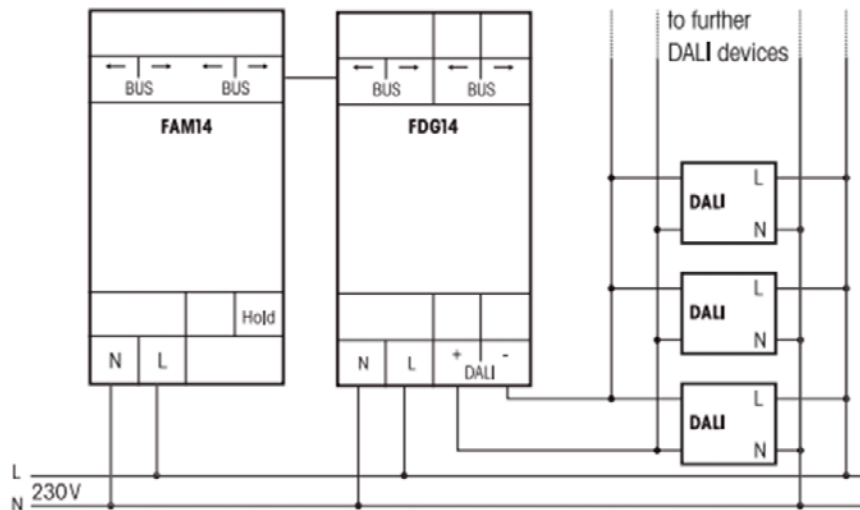 to further
DALI devices
BUS BUS
BUS BUS
FAM14
FDG14
L
DALI
N
L
DALI
N
Hold
N L
N L + -
DALI
L
DALI
N
L
230V
N